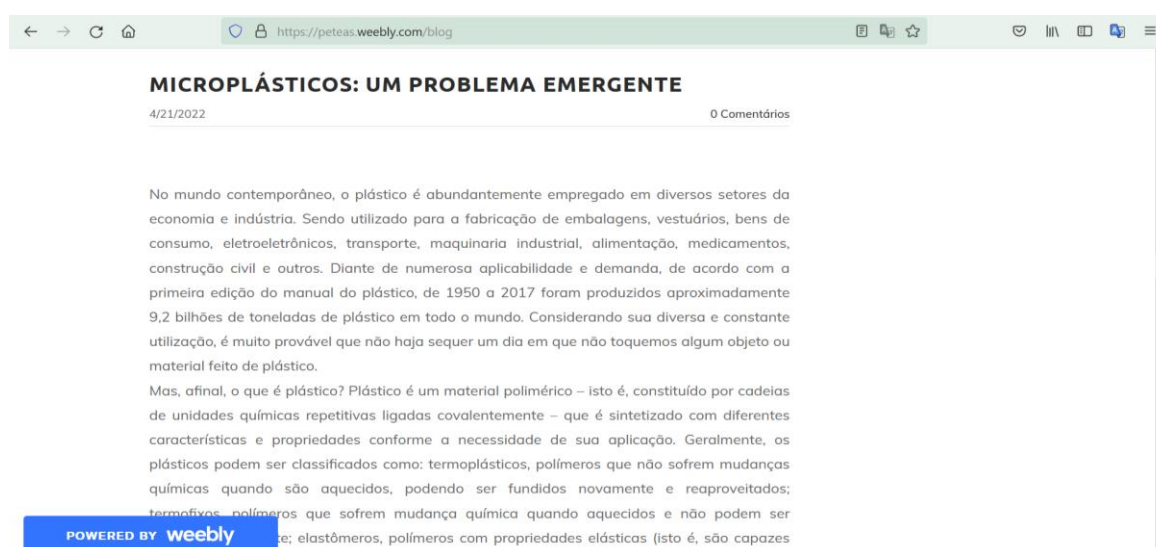 https://peteas.weebly.com/blog
MICROPLÁSTICOS: UM PROBLEMA EMERGENTE
4/21/2022 0 Comentários
No mundo contemporâneo, o plástico é abundantemente empregado em diversos setores da
economia e indústria. Sendo utilizado para a fabricação de embalagens, vestuários, bens de
consumo, eletroeletrônicos, transporte, maquinaria industrial, alimentação, medicamentos,
construção civil e outros. Diante de numerosa aplicabilidade e demanda, de acordo com a
primeira edição do manual do plástico, de 1950 a 2017 foram produzidos aproximadamente
9,2 bilhões de toneladas de plástico em todo o mundo. Considerando sua diversa e constante
utilização, é muito provável que não haja sequer um dia em que não toquemos algum objeto ou
material feito de plástico.
Mas, afinal, o que é plástico? Plástico é um material polimérico – isto é, constituído por cadeias
de unidades químicas repetitivas ligadas covalentemente – que é sintetizado com diferentes
características e propriedades conforme a necessidade de sua aplicação. Geralmente, os
plásticos podem ser classificados como: termoplásticos, polímeros que não sofrem mudanças
químicas quando são aquecidos, podendo ser fundidos novamente e reaproveitados;
termofixos, polímeros que sofrem mudança química quando aquecidos e não podem ser
elastômeros, polímeros com propriedades elásticas (isto é, são capazes
POWERED BY weebly